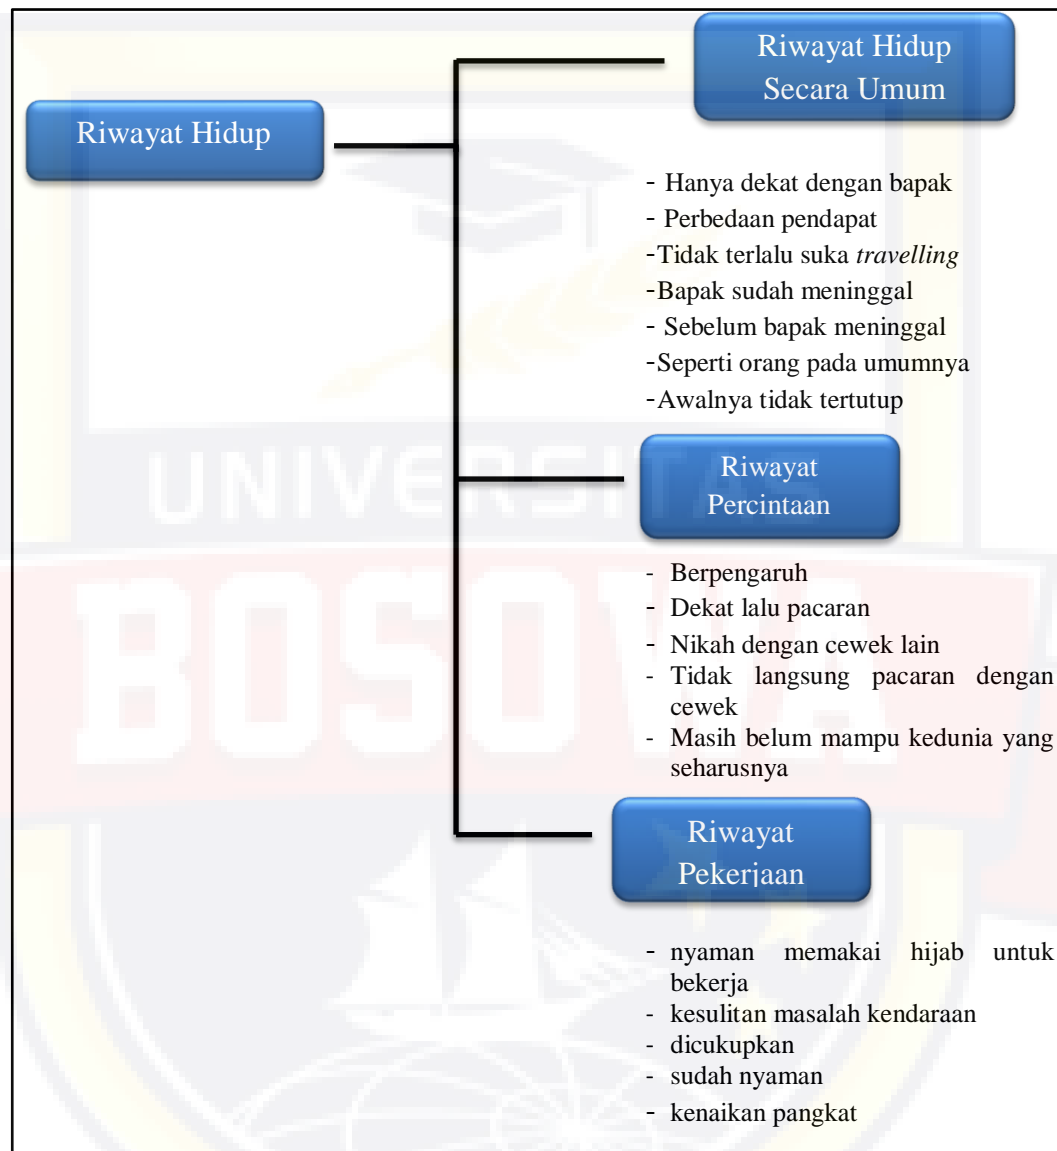 Riwayat Hidup
Secara Umum
Riwayat Hidup
- Hanya dekat dengan bapak
- Perbedaan pendapat
-Tidak terlalu suka travelling
-Bapak sudah meninggal
- Sebelum bapak meninggal
-Seperti orang pada umumnya
-Awalnya tidak tertutup
Riwayat
Percintaan
- Berpengaruh
- Dekat lalu pacaran
- Nikah dengan cewek lain
- Tidak langsung pacaran dengan
cewek
- Masih belum mampu kedunia yang
seharusnya
Riwayat
Pekerjaan
- nyaman memakai hijab untuk
bekerja
- kesulitan masalah kendaraan
- dicukupkan
- sudah nyaman
- kenaikan pangkat
UNIVERSITAS
BOSOWA